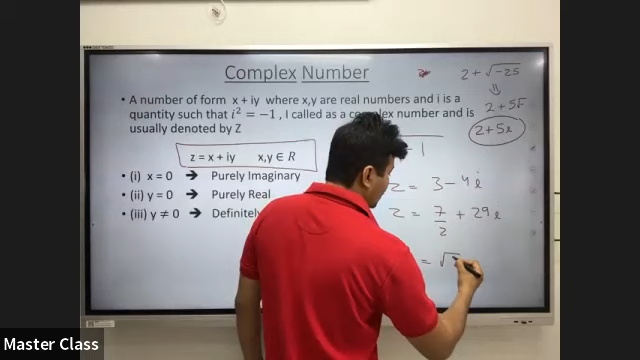 Complex Number
2 + √-25
2 + 5√
2 + 5i
A number of form x + iy where x,y are real numbers and i is a
quantity such that i² = −1 , I called as a complex number and is
usually denoted by Z
- 1
z = x + iy x,y ∈ R
(i) x = 0 → Purely Imaginary
z = 3 - 4i
(ii) y = 0 → Purely Real
z = 7/2 + 29i
(iii) y ≠ 0 → Definitely
= √
Master Class